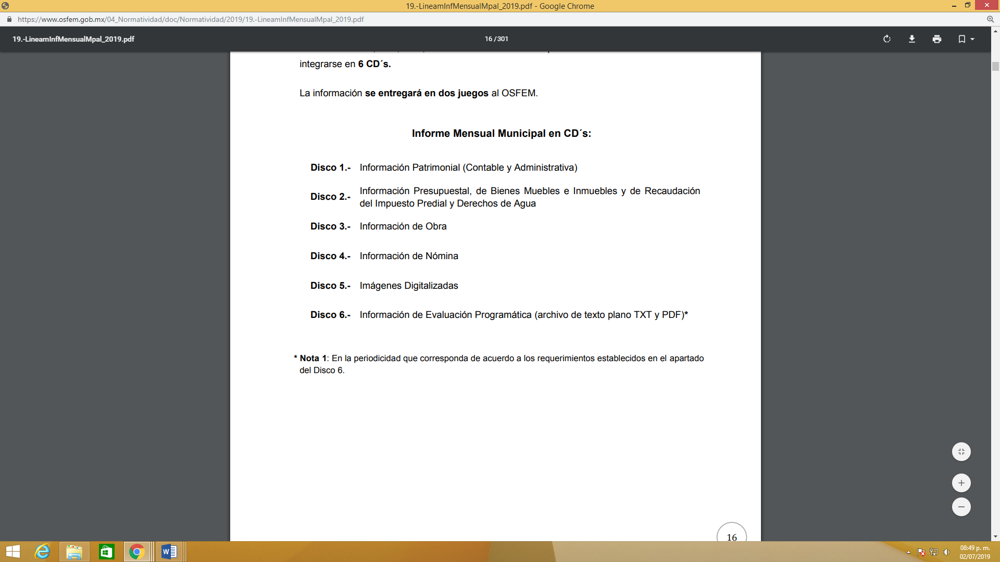 19.-LineamInfMensualMpal_2019.pdf - Google Chrome
https://www.osfem.gob.mx/04_Normatividad/doc/Normatividad/2019/19.-LineamInfMensualMpal_2019.pdf
19.-LineamInfMensualMpal_2019.pdf
16 / 301
integrarse en 6 CD´s.
La información se entregará en dos juegos al OSFEM.
Informe Mensual Municipal en CD´s:
Disco 1.- Información Patrimonial (Contable y Administrativa)
Disco 2.- Información Presupuestal, de Bienes Muebles e Inmuebles y de Recaudación
del Impuesto Predial y Derechos de Agua
Disco 3.- Información de Obra
Disco 4.- Información de Nómina
Disco 5.- Imágenes Digitalizadas
Disco 6.- Información de Evaluación Programática (archivo de texto plano TXT y PDF)*
* Nota 1: En la periodicidad que corresponda de acuerdo a los requerimientos establecidos en el apartado
del Disco 6.
16
08:49 p. m.
02/07/2019